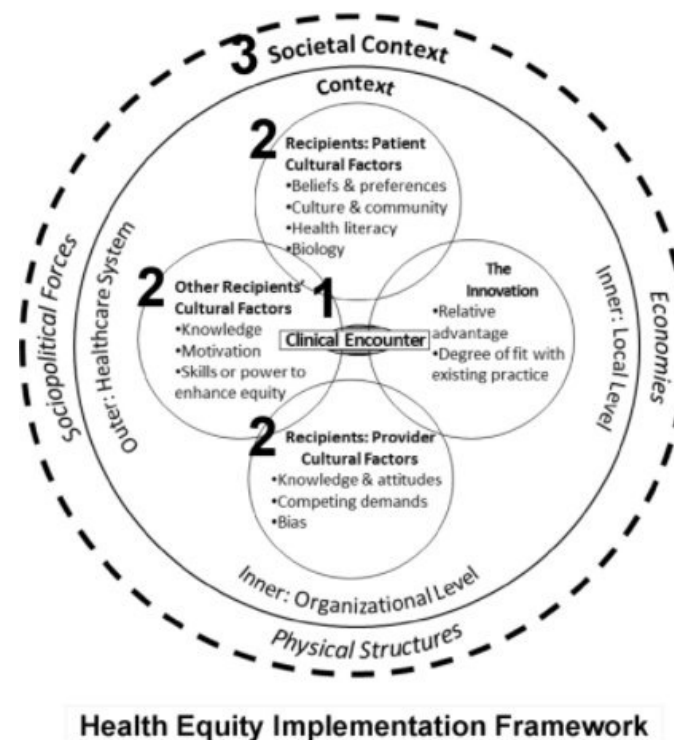 3 Societal Context
Context
2 Recipients: Patient
Cultural Factors
•Beliefs & preferences
•Culture & community
•Health literacy
•Biology
2 Other Recipients'
Cultural Factors
•Knowledge
•Motivation
•Skills or power to
enhance equity
1
Clinical Encounter
The
Innovation
•Relative
advantage
•Degree of fit with
existing practice
2 Recipients: Provider
Cultural Factors
•Knowledge & attitudes
•Competing demands
•Bias
Sociopolitical Forces
Outer: Healthcare System
Inner: Local Level
Economies
Inner: Organizational Level
Physical Structures
Health Equity Implementation Framework